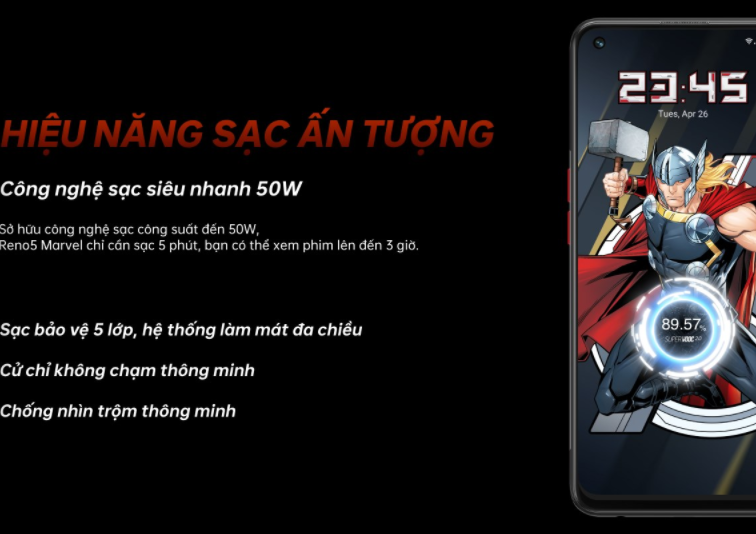 HIỆU NĂNG SẠC ẤN TƯỢNG
Công nghệ sạc siêu nhanh 50W
Sở hữu công nghệ sạc công suất đến 50W,
Reno5 Marvel chỉ cần sạc 5 phút, bạn có thể xem phim lên đến 3 giờ.
Sạc bảo vệ 5 lớp, hệ thống làm mát đa chiều
Cử chỉ không chạm thông minh
Chống nhìn trộm thông minh
23:45
Tues, Apr 26
89.57%
SUPERVOOC